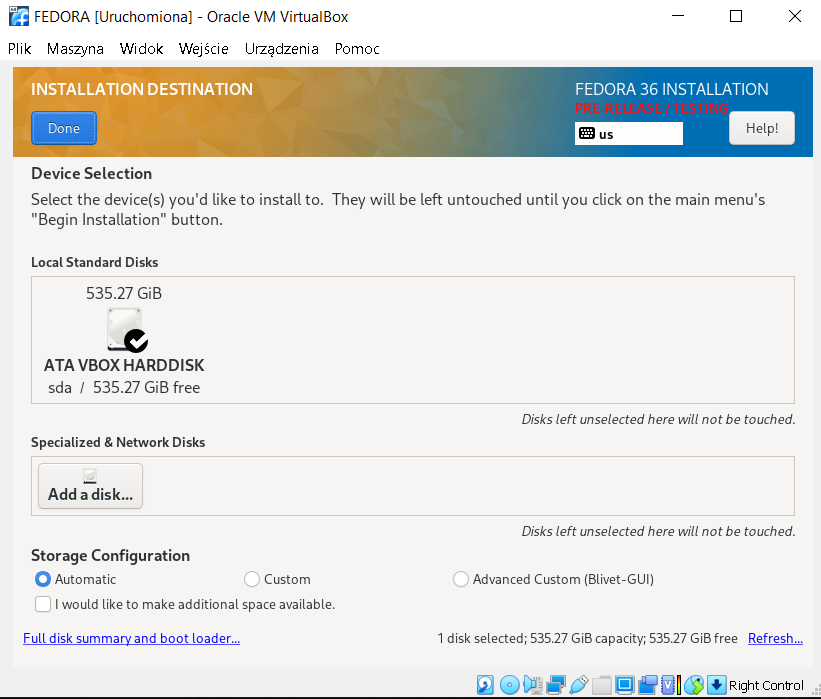 FEDORA [Uruchomiona] - Oracle VM VirtualBox
Plik Maszyna Widok Wejście Urządzenia Pomoc
INSTALLATION DESTINATION
FEDORA 36 INSTALLATION
PRE-RELEASE / TESTING
Done
us
Help!
Device Selection
Select the device(s) you'd like to install to.  They will be left untouched until you click on the main menu's
"Begin Installation" button.
Local Standard Disks
535.27 GiB
ATA VBOX HARDDISK
sda / 535.27 GiB free
Disks left unselected here will not be touched.
Specialized & Network Disks
Add a disk...
Disks left unselected here will not be touched.
Storage Configuration
Automatic Custom Advanced Custom (Blivet-GUI)
I would like to make additional space available.
Full disk summary and boot loader... 1 disk selected; 535.27 GiB capacity; 535.27 GiB free Refresh...
Right Control